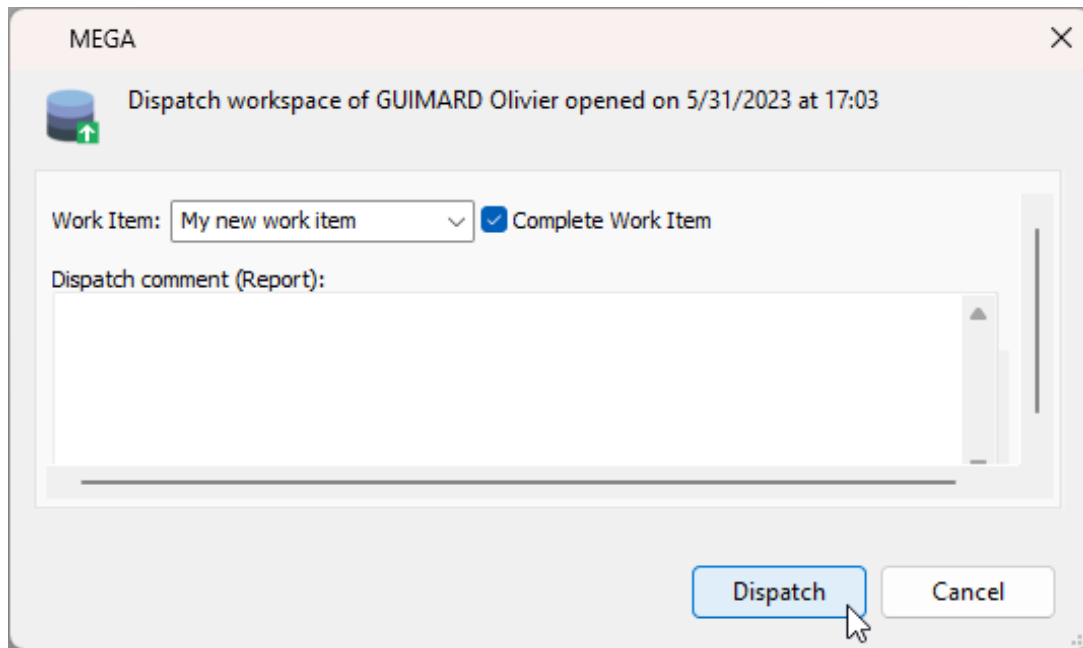 MEGA
Dispatch workspace of GUIMARD Olivier opened on 5/31/2023 at 17:03
Work Item: My new work item Complete Work Item
Dispatch comment (Report):
Dispatch Cancel